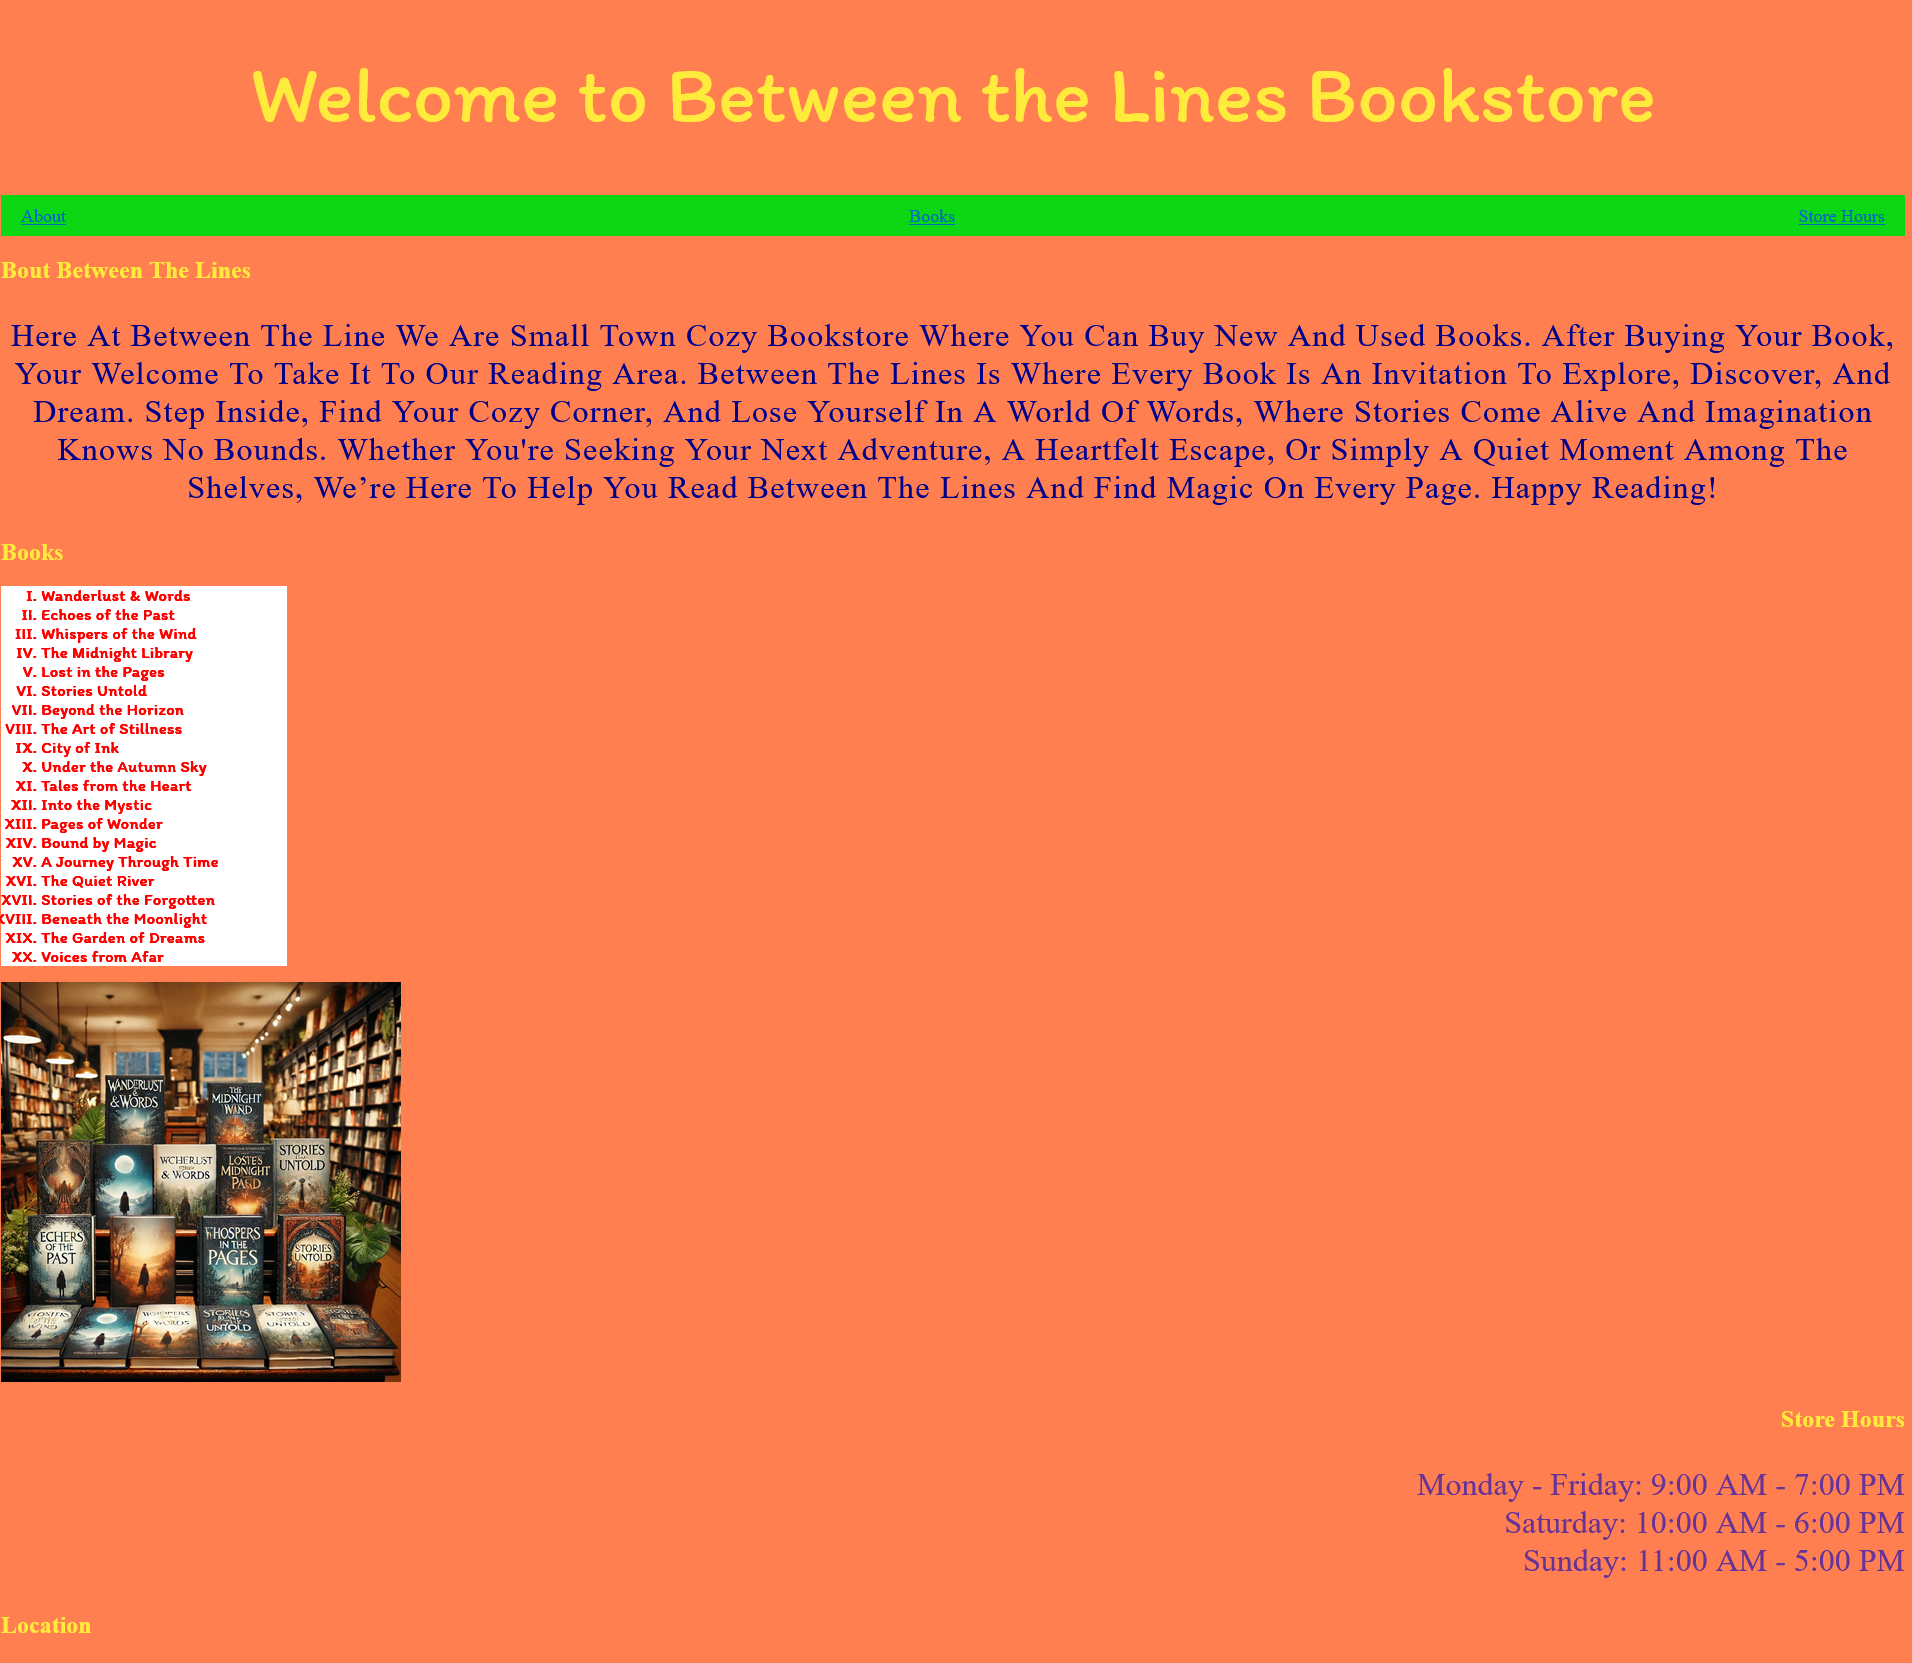 Welcome to Between the Lines Bookstore
About
Books
Store Hours
Bout Between The Lines
Here At Between The Line We Are Small Town Cozy Bookstore Where You Can Buy New And Used Books. After Buying Your Book,
Your Welcome To Take It To Our Reading Area. Between The Lines Is Where Every Book Is An Invitation To Explore, Discover, And
Dream. Step Inside, Find Your Cozy Corner, And Lose Yourself In A World Of Words, Where Stories Come Alive And Imagination
Knows No Bounds. Whether You're Seeking Your Next Adventure, A Heartfelt Escape, Or Simply A Quiet Moment Among The
Shelves, We’re Here To Help You Read Between The Lines And Find Magic On Every Page. Happy Reading!
Books
I. Wanderlust & Words
II. Echoes of the Past
III. Whispers of the Wind
IV. The Midnight Library
V. Lost in the Pages
VI. Stories Untold
VII. Beyond the Horizon
VIII. The Art of Stillness
IX. City of Ink
X. Under the Autumn Sky
XI. Tales from the Heart
XII. Into the Mystic
XIII. Pages of Wonder
XIV. Bound by Magic
XV. A Journey Through Time
XVI. The Quiet River
XVII. Stories of the Forgotten
XVIII. Beneath the Moonlight
XIX. The Garden of Dreams
XX. Voices from Afar
WANDERLUST
&WORDS
THE
MIDNIGHT
WIND
WCHERLUST
& WORDS
LOSTES
MIDNIGHT
PAND
STORIES
UNTOLD
ECHERS
OF THE
PAST
WHOSPERS
IN THE
PAGES
STORIES
UNTOLD
WORDS
UNTOLD
UNTOLD
Store Hours
Monday - Friday: 9:00 AM - 7:00 PM
Saturday: 10:00 AM - 6:00 PM
Sunday: 11:00 AM - 5:00 PM
Location